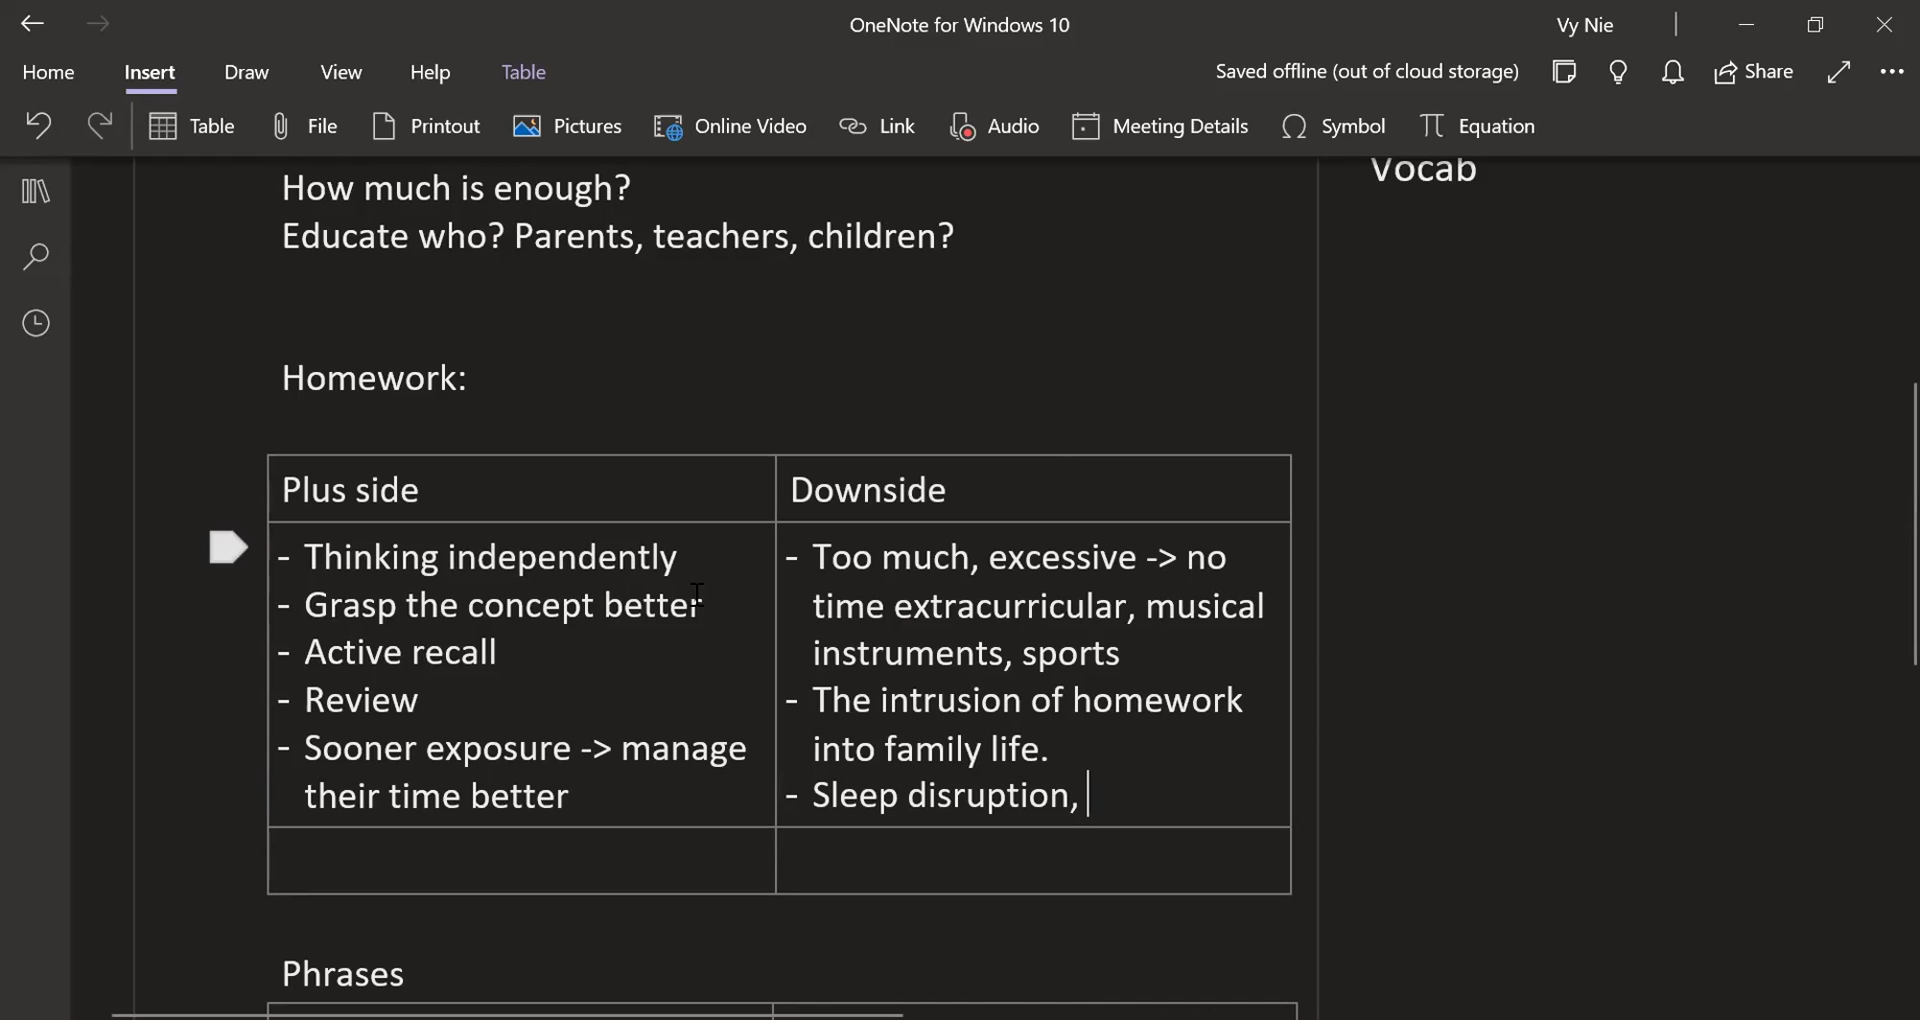 OneNote for Windows 10
Vy Nie
Home Insert Draw View Help Table
Saved offline (out of cloud storage) Share
Table File Printout Pictures Online Video Link Audio Meeting Details Symbol Equation
Vocab
How much is enough?
Educate who? Parents, teachers, children?
Homework:
Plus side
- Thinking independently
- Grasp the concept better
- Active recall
- Review
- Sooner exposure -> manage
their time better
Downside
- Too much, excessive -> no
time extracurricular, musical
instruments, sports
- The intrusion of homework
into family life.
- Sleep disruption,
Phrases